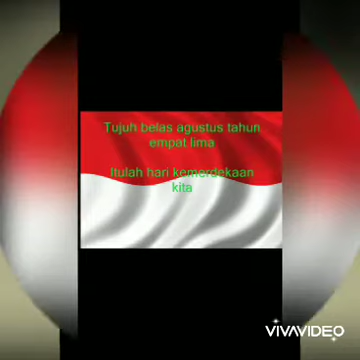 Tujuh belas agustus tahun
empat lima
Itulah hari kemerdekaan
kita
VIVAVIDEO